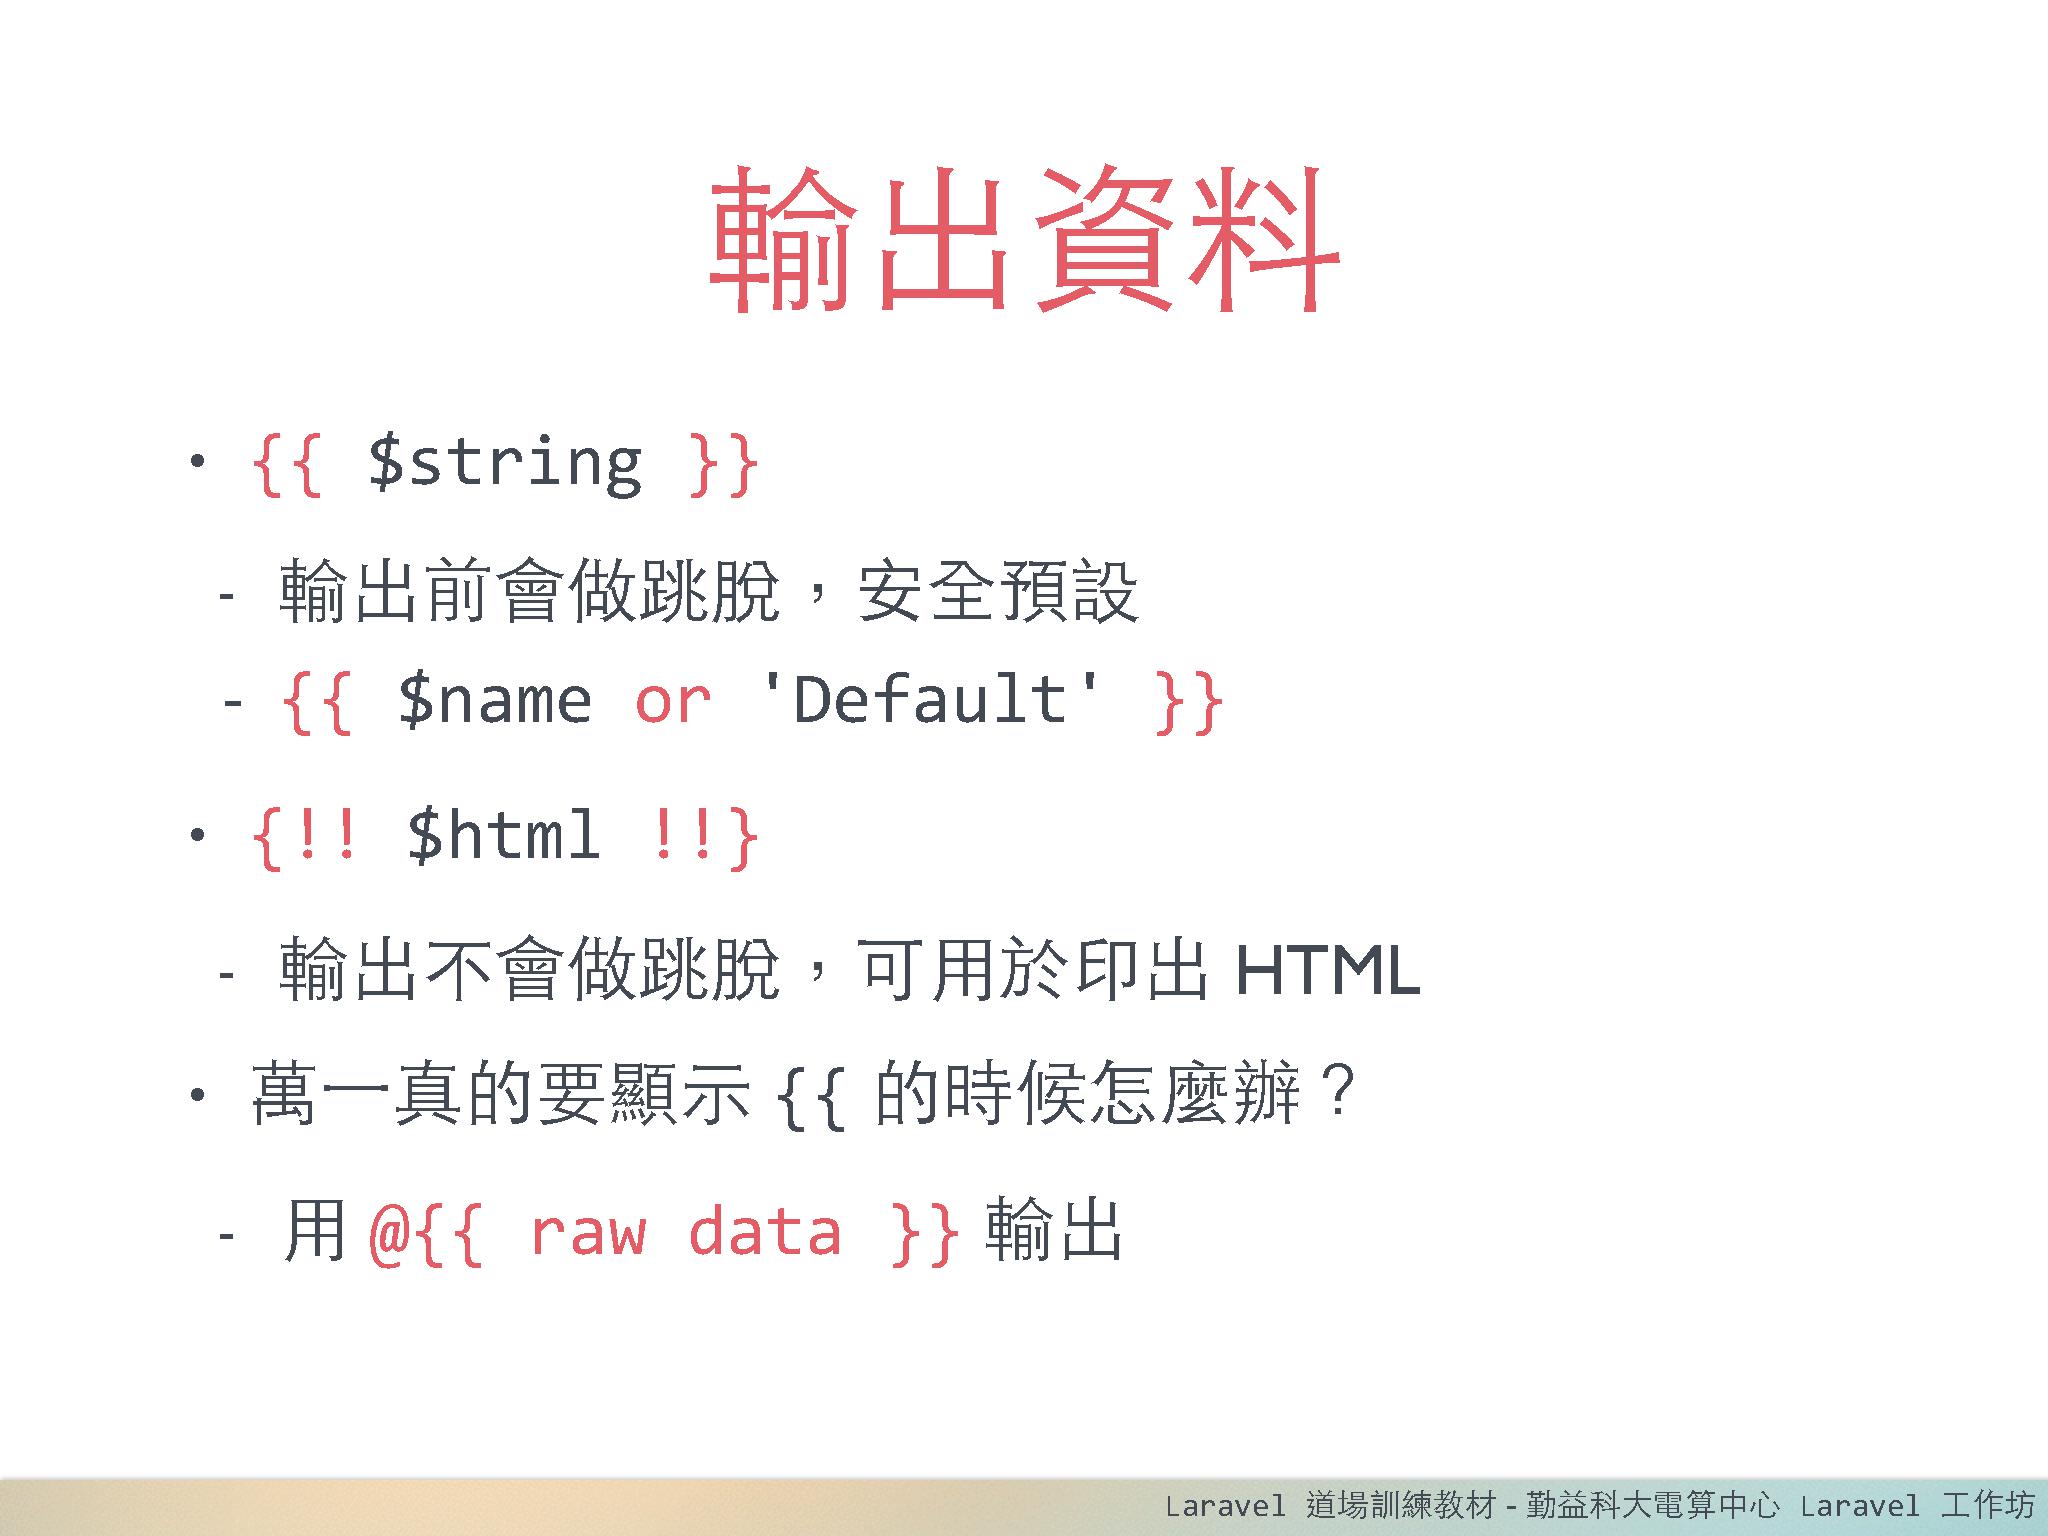 輸出資料
• {{ $string }}
- 輸出前會做跳脫，安全預設
- {{ $name or 'Default' }}
• {!! $html !!}
- 輸出不會做跳脫，可用於印出 HTML
• 萬一真的要顯示 {{ 的時候怎麼辦？
- 用 @{{ raw data }} 輸出
Laravel 道場訓練教材 - 勤益科大電算中心 Laravel 工作坊